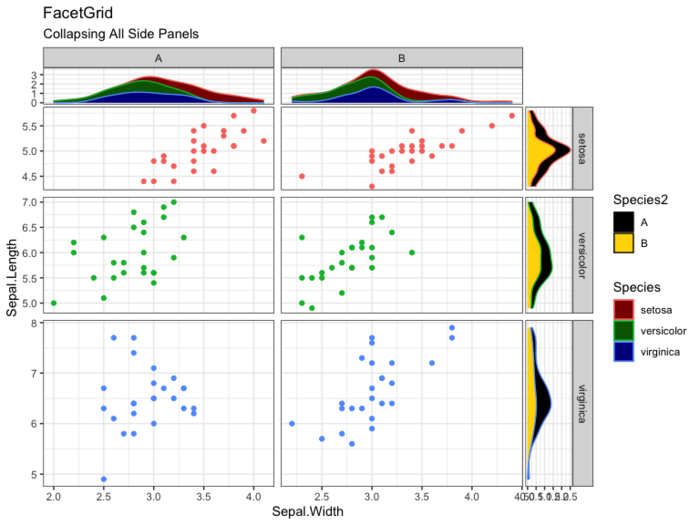 FacetGrid
Collapsing All Side Panels
A
B
3
2
1
0
setosa
5.5
5.0
4.5
versicolor
7.0
6.5
6.0
5.5
5.0
virginica
8
7
6
5
Sepal.Length
2.0 2.5 3.0 3.5 4.0
2.5 3.0 3.5 4.0
Sepal.Width
Species2
A
B
Species
setosa
versicolor
virginica